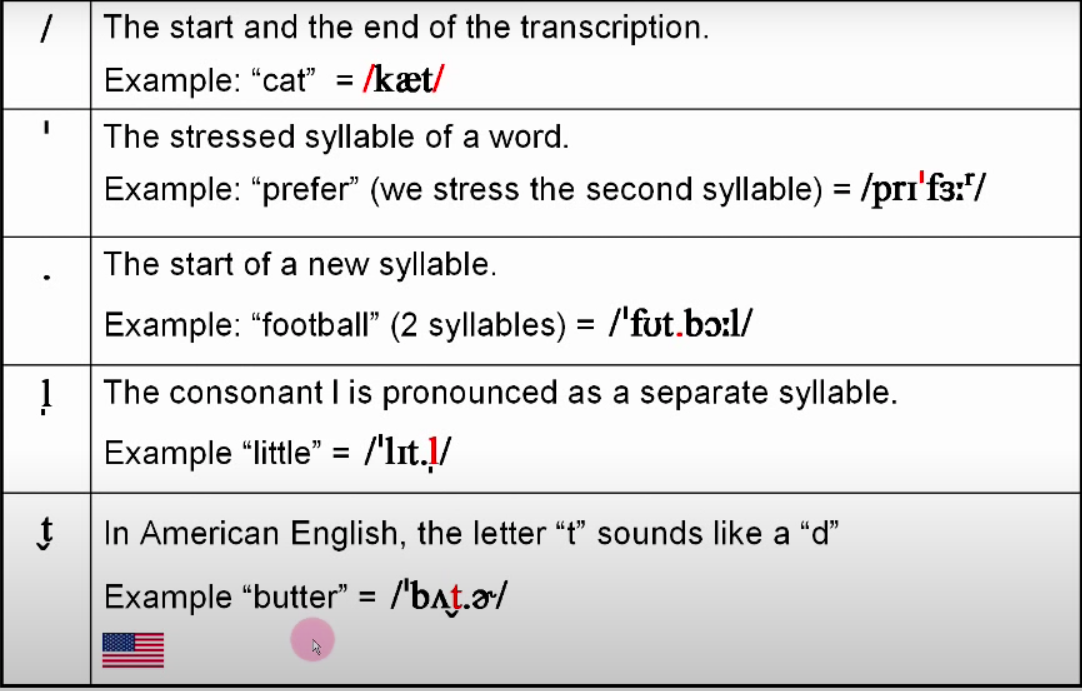 / The start and the end of the transcription.
Example: “cat” = /kæt/
ˈ The stressed syllable of a word.
Example: “prefer” (we stress the second syllable) = /prɪˈfɜːʳ/
. The start of a new syllable.
Example: “football” (2 syllables) = /ˈfʊt.bɔːl/
l̩ The consonant l is pronounced as a separate syllable.
Example “little” = /ˈlɪt.l̩/
t̬ In American English, the letter “t” sounds like a “d”
Example “butter” = /ˈbʌt̬.ɚ/